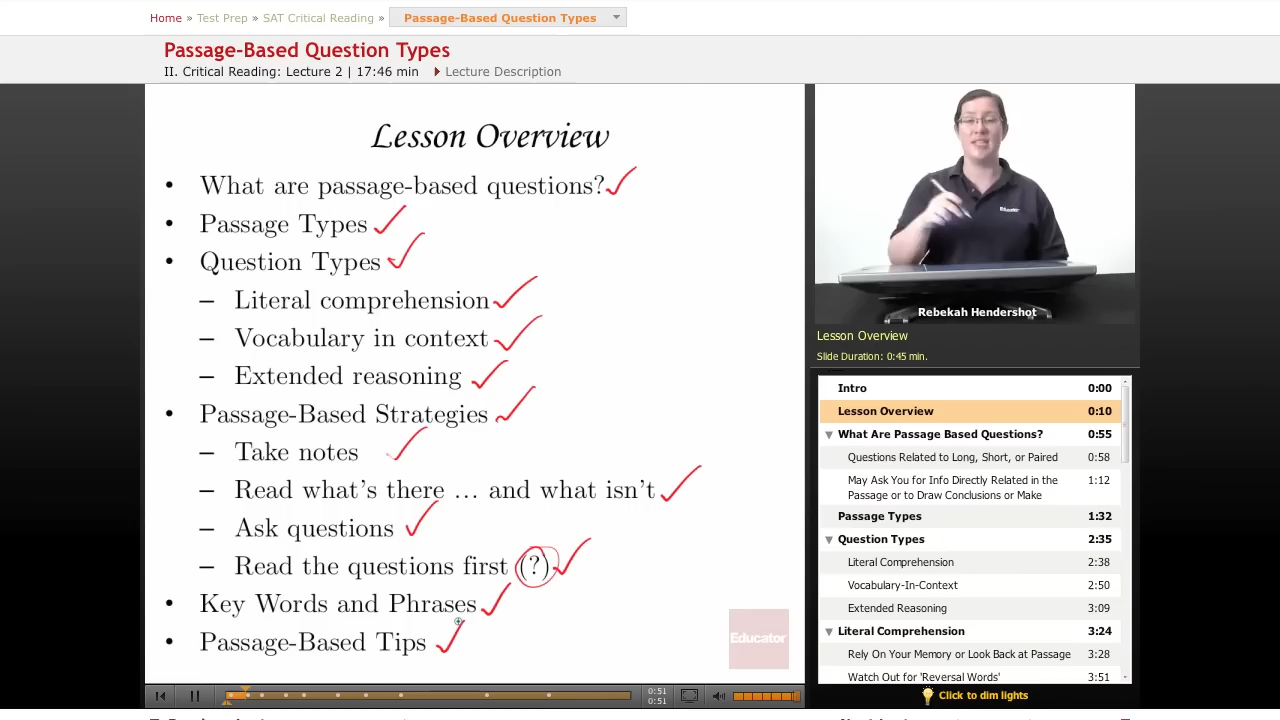 Home » Test Prep » SAT Critical Reading » Passage-Based Question Types
Passage-Based Question Types
II. Critical Reading: Lecture 2 | 17:46 min Lecture Description
Lesson Overview
• What are passage-based questions?
• Passage Types
• Question Types
– Literal comprehension
– Vocabulary in context
– Extended reasoning
• Passage-Based Strategies
– Take notes
– Read what's there ... and what isn't
– Ask questions
– Read the questions first (?)
• Key Words and Phrases
• Passage-Based Tips
Educator
0:51
0:51
Educator
Rebekah Hendershot
Lesson Overview
Slide Duration: 0:45 min.
Intro 0:00
Lesson Overview 0:10
What Are Passage Based Questions? 0:55
Questions Related to Long, Short, or Paired 0:58
May Ask You for Info Directly Related in the 1:12
Passage or to Draw Conclusions or Make
Passage Types 1:32
Question Types 2:35
Literal Comprehension 2:38
Vocabulary-In-Context 2:50
Extended Reasoning 3:09
Literal Comprehension 3:24
Rely On Your Memory or Look Back at Passage 3:28
Watch Out for 'Reversal Words' 3:51
Click to dim lights